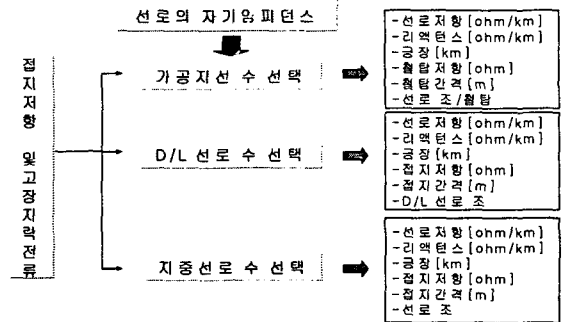 선로의 자기임피던스
접지저항 및 고장지락전류
가공지선 수 선택
-선로저항[ohm/km]
-리액턴스[ohm/km]
-긍장[km]
-철탑저항[ohm]
-철탑간격[m]
-선로 조/철탑
D/L 선로 수 선택
-선로저항[ohm/km]
-리액턴스[ohm/km]
-긍장[km]
-접지저항[ohm]
-접지간격[m]
-D/L 선로 조
지중선로 수 선택
-선로저항[ohm/km]
-리액턴스[ohm/km]
-긍장[km]
-접지저항[ohm]
-접지간격[m]
-선로 조